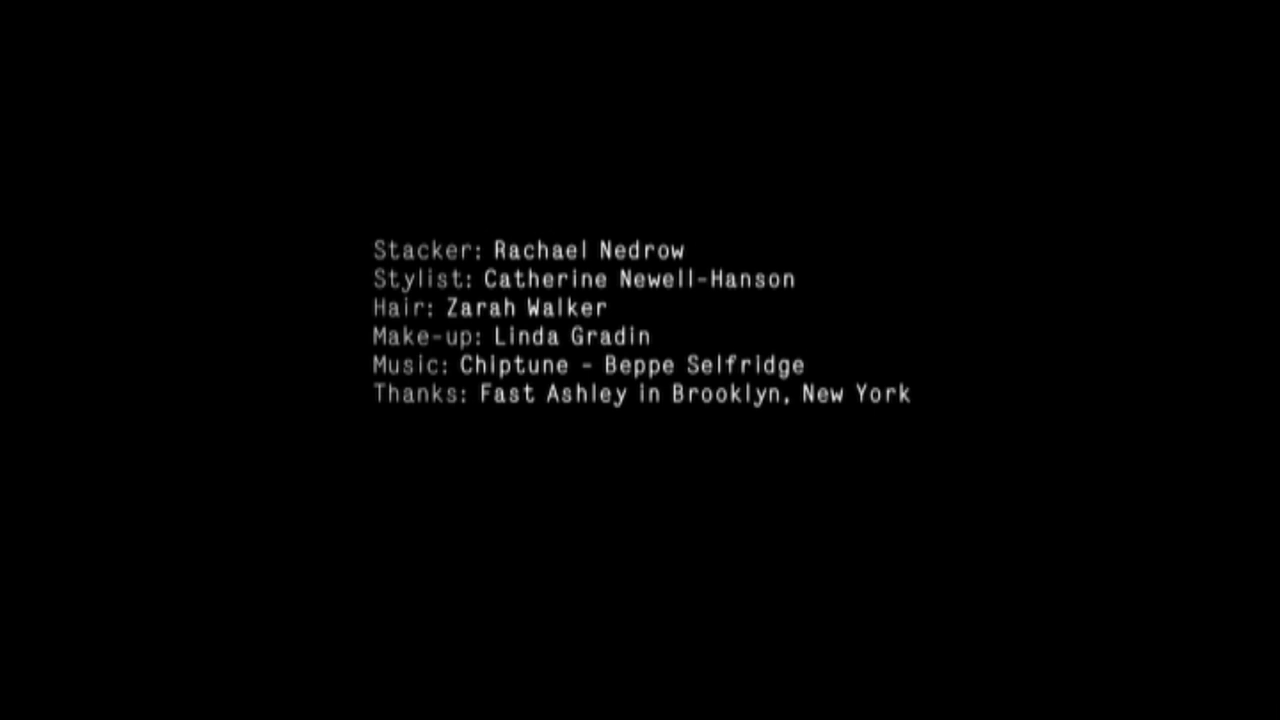 Stacker: Rachael Nedrow
Stylist: Catherine Newell-Hanson
Hair: Zarah Walker
Make-up: Linda Gradin
Music: Chiptune - Beppe Selfridge
Thanks: Fast Ashley in Brooklyn, New York